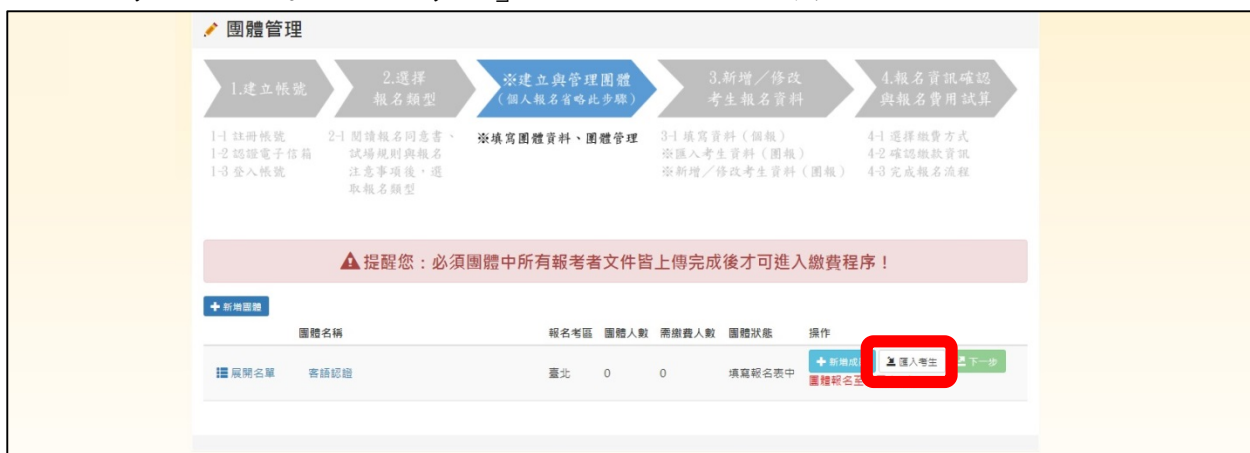 團體管理
1.建立帳號
2.選擇
報名類型
※建立與管理團體
(個人報名省略此步驟)
3.新增／修改
考生報名資料
4.報名資訊確認
與報名費用試算
1-1 註冊帳號
1-2 認證電子信箱
1-3 登入帳號
2-1 閱讀報名同意書、
試場規則與報名
注意事項後，選
取報名類型
※填寫團體資料、團體管理
3-1 填寫資料（個報）
※匯入考生資料（團報）
※新增／修改考生資料（團報）
4-1 選擇繳費方式
4-2 確認繳款資訊
4-3 完成報名流程
提醒您：必須團體中所有報考者文件皆上傳完成後才可進入繳費程序！
新增團體
團體名稱 報名考區 團體人數 需繳費人數 團體狀態 操作
展開名單 客語認證 臺北 0 0 填寫報名表中 新增成 匯入考生 下一步
團體報名至